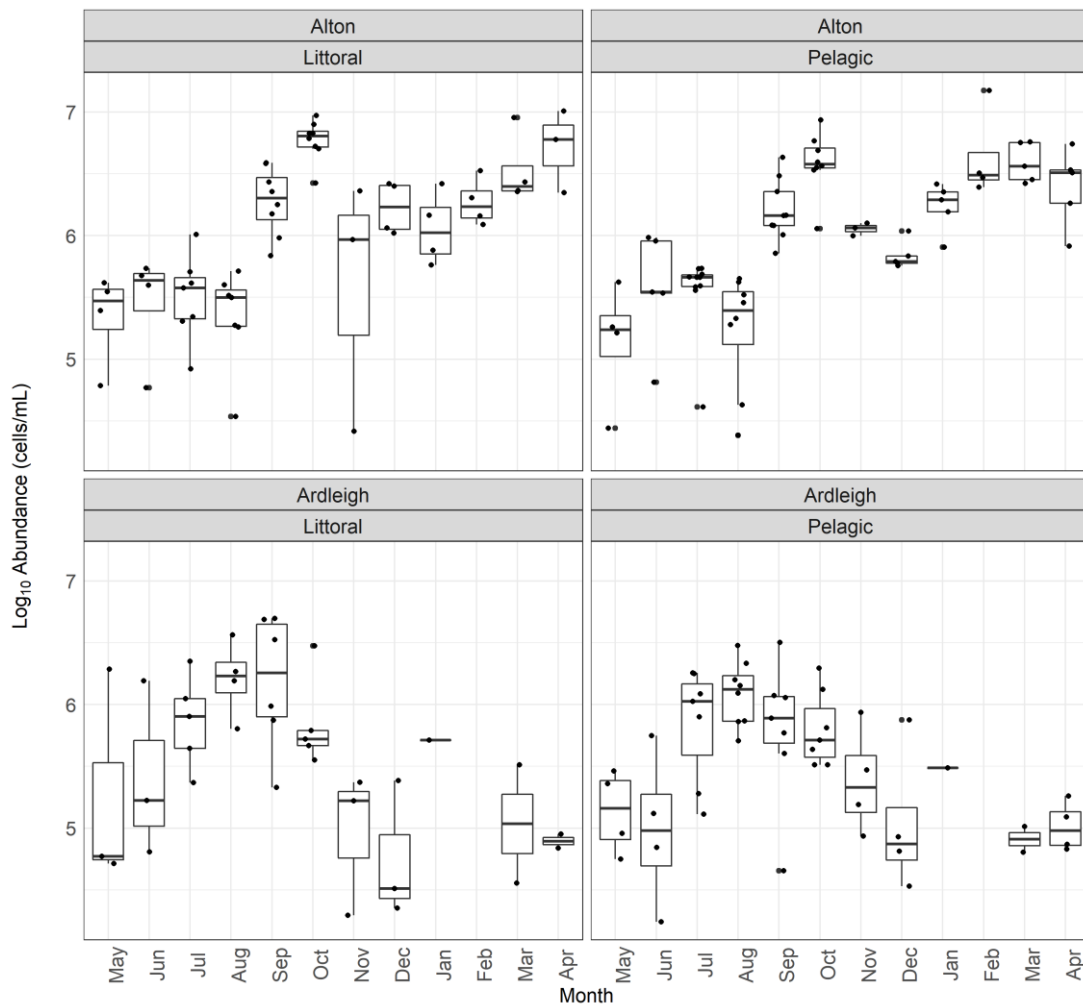 Alton
Littoral
Alton
Pelagic
7
6
5
Log10 Abundance (cells/mL)
Ardleigh
Littoral
Ardleigh
Pelagic
7
6
5
May Jun Jul Aug Sep Oct Nov Dec Jan Feb Mar Apr
May Jun Jul Aug Sep Oct Nov Dec Jan Feb Mar Apr
Month